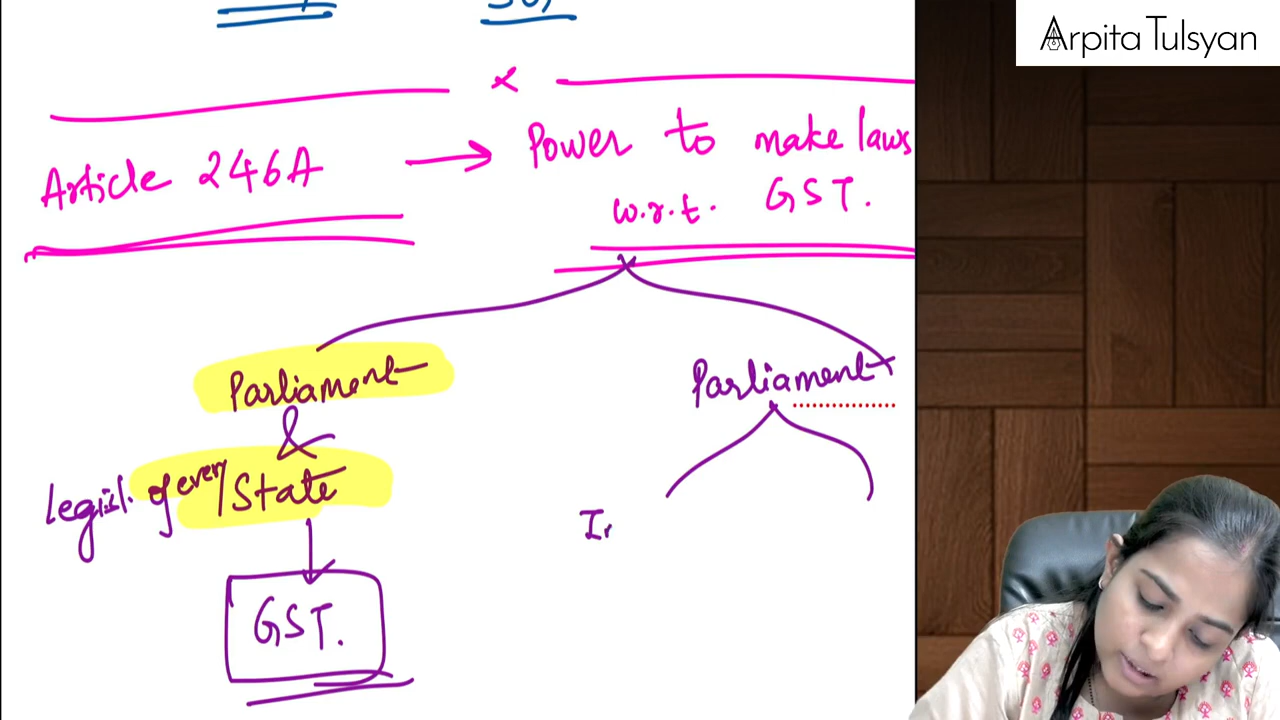 Arpita Tulsyan
x
Article 246A → Power to make laws
w.r.t. GST.
Parliament
&
legisl. of every State
GST.
Parliament